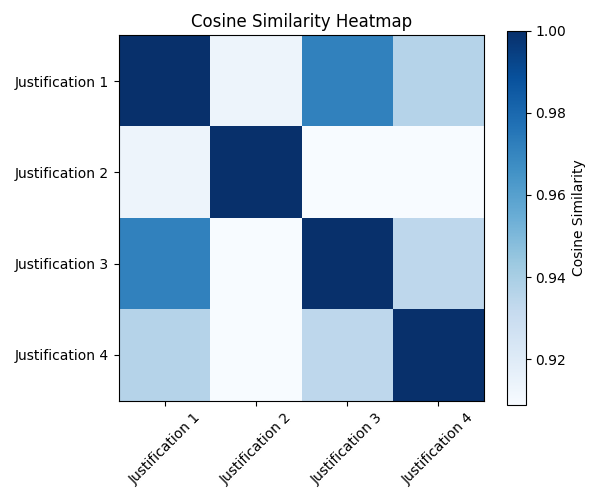 Cosine Similarity Heatmap
Justification 1
Justification 2
Justification 3
Justification 4
Justification 1
Justification 2
Justification 3
Justification 4
1.00
0.98
0.96
0.94
0.92
Cosine Similarity